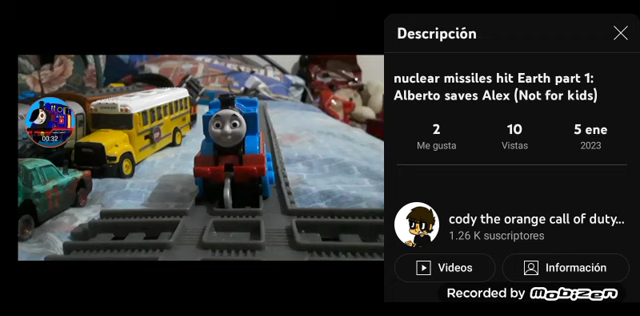 Descripción
nuclear missiles hit Earth part 1:
Alberto saves Alex (Not for kids)
2
10
5 ene
Me gusta
Vistas
2023
cody the orange call of duty...
1.26 K suscriptores
Videos
Información
00:32
Recorded by mobizen